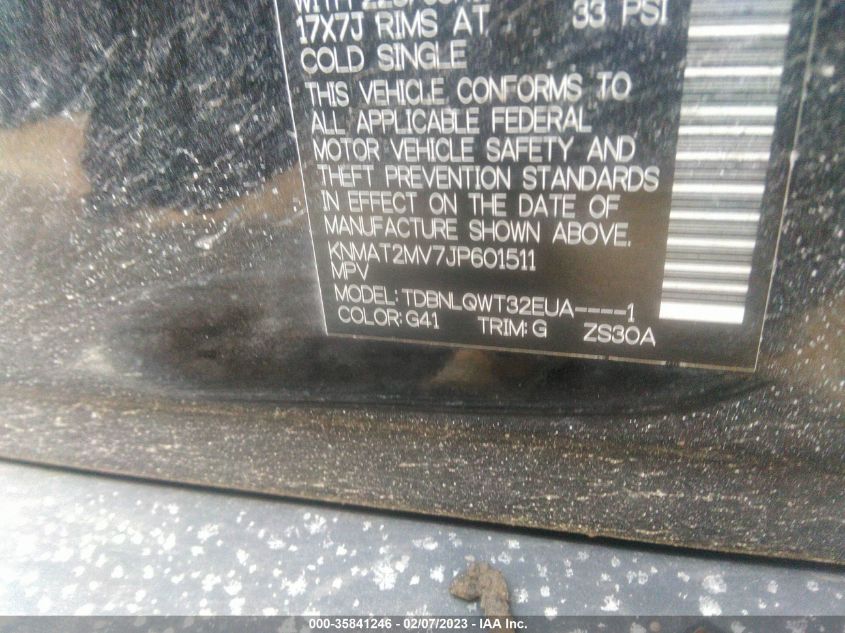 17X7J RIMS AT 33 PSI
COLD SINGLE
THIS VEHICLE CONFORMS TO
ALL APPLICABLE FEDERAL
MOTOR VEHICLE SAFETY AND
THEFT PREVENTION STANDARDS
IN EFFECT ON THE DATE OF
MANUFACTURE SHOWN ABOVE.
KNMAT2MV7JP601511
MPV
MODEL: TDBNLQWT32EUA----1
COLOR: G41 TRIM: G ZS30A
000-35841246 - 02/07/2023 - IAA Inc.